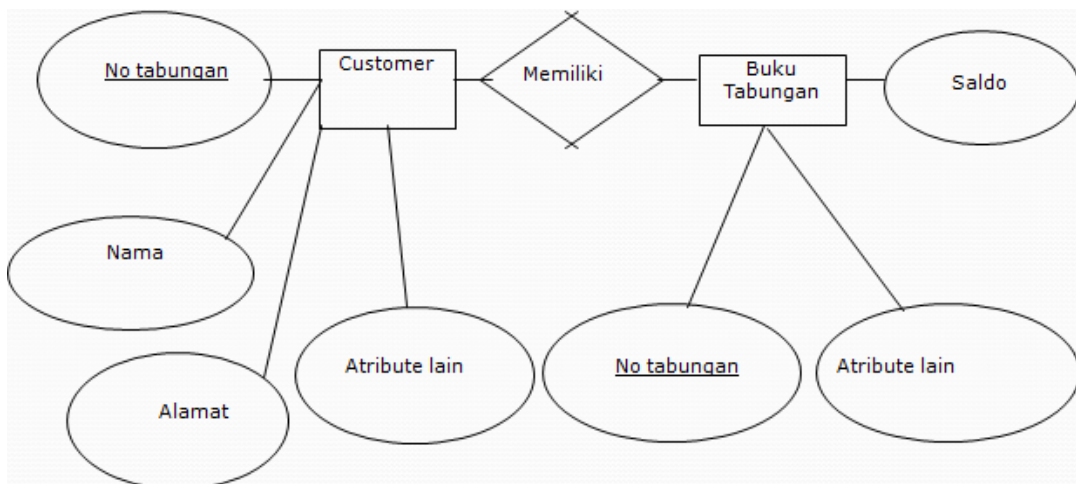 No tabungan
Customer
Memiliki
Buku
Tabungan
Saldo
Nama
Alamat
Atribute lain
No tabungan
Atribute lain